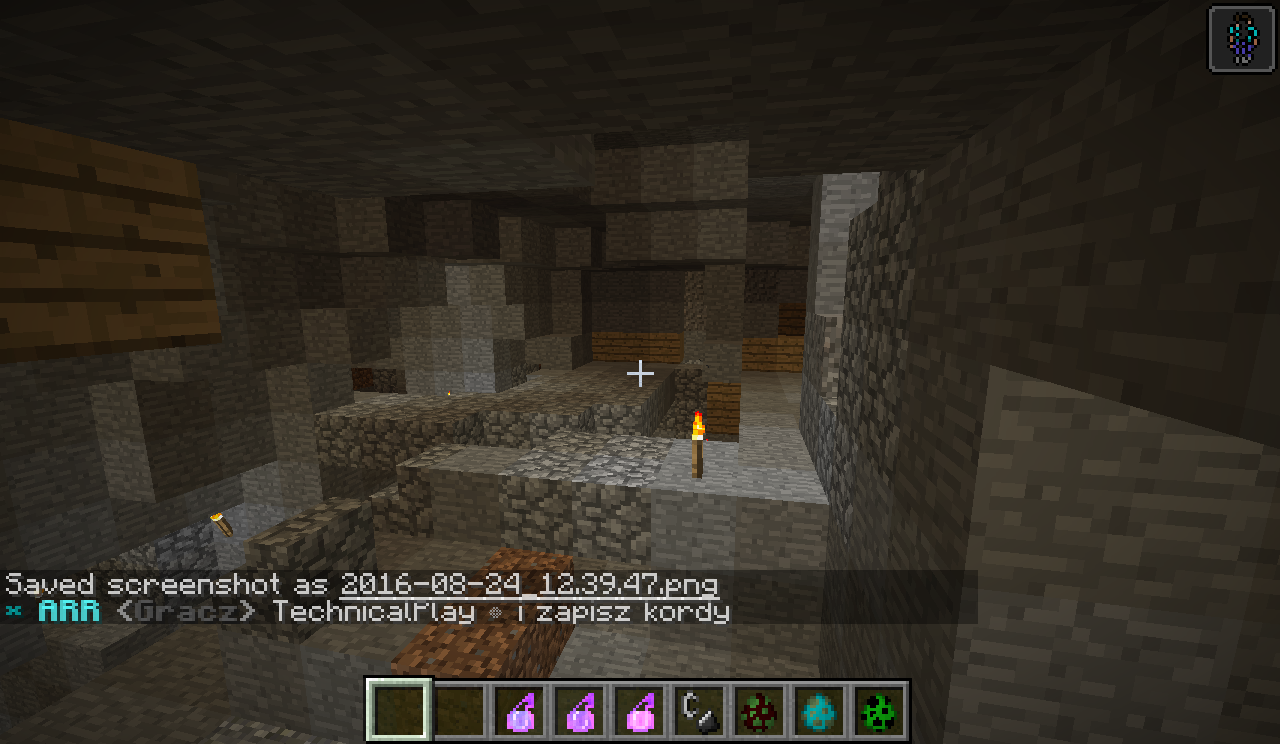 Saved screenshot as 2016-08-24_12.39.47.png
× ARR <Gracz> TechnicalPlay • i zapisz kordy